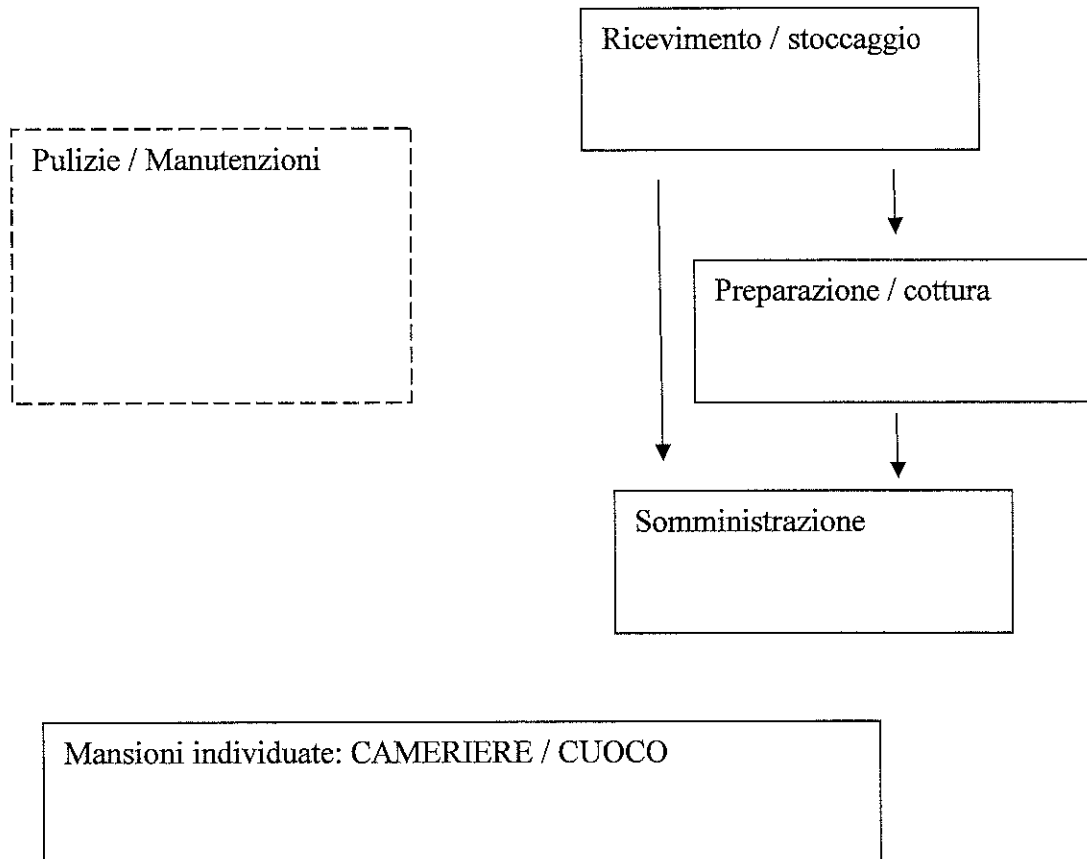 Ricevimento / stoccaggio
Pulizie / Manutenzioni
Preparazione / cottura
Somministrazione
Mansioni individuate: CAMERIERE / CUOCO